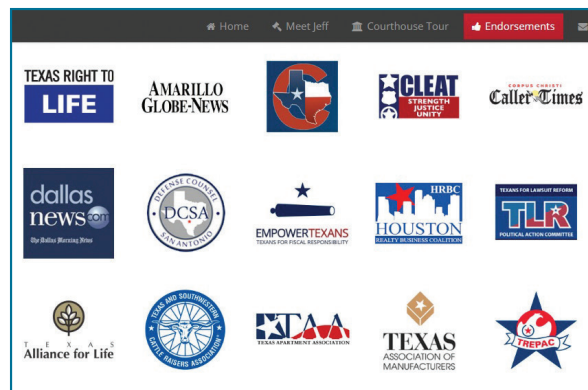 Home Meet Jeff Courthouse Tour Endorsements
TEXAS RIGHT TO
LIFE
AMARILLO
GLOBE-NEWS
C
CLEAT
STRENGTH
JUSTICE
UNITY
CORPUS CHRISTI
Caller Times
dallas
news.com
The Dallas Morning News
DEFENSE COUNSEL
DCSA
SAN ANTONIO
EMPOWERTEXANS
TEXANS FOR FISCAL RESPONSIBILITY
HRBC
HOUSTON
REALTY BUSINESS COALITION
TEXANS FOR LAWSUIT REFORM
TLR
POLITICAL ACTION COMMITTEE
TEXAS
Alliance for Life
TEXAS AND SOUTHWESTERN
CATTLE RAISERS ASSOCIATION
TAA
TEXAS APARTMENT ASSOCIATION
TEXAS
ASSOCIATION OF
MANUFACTURERS
TREPAC